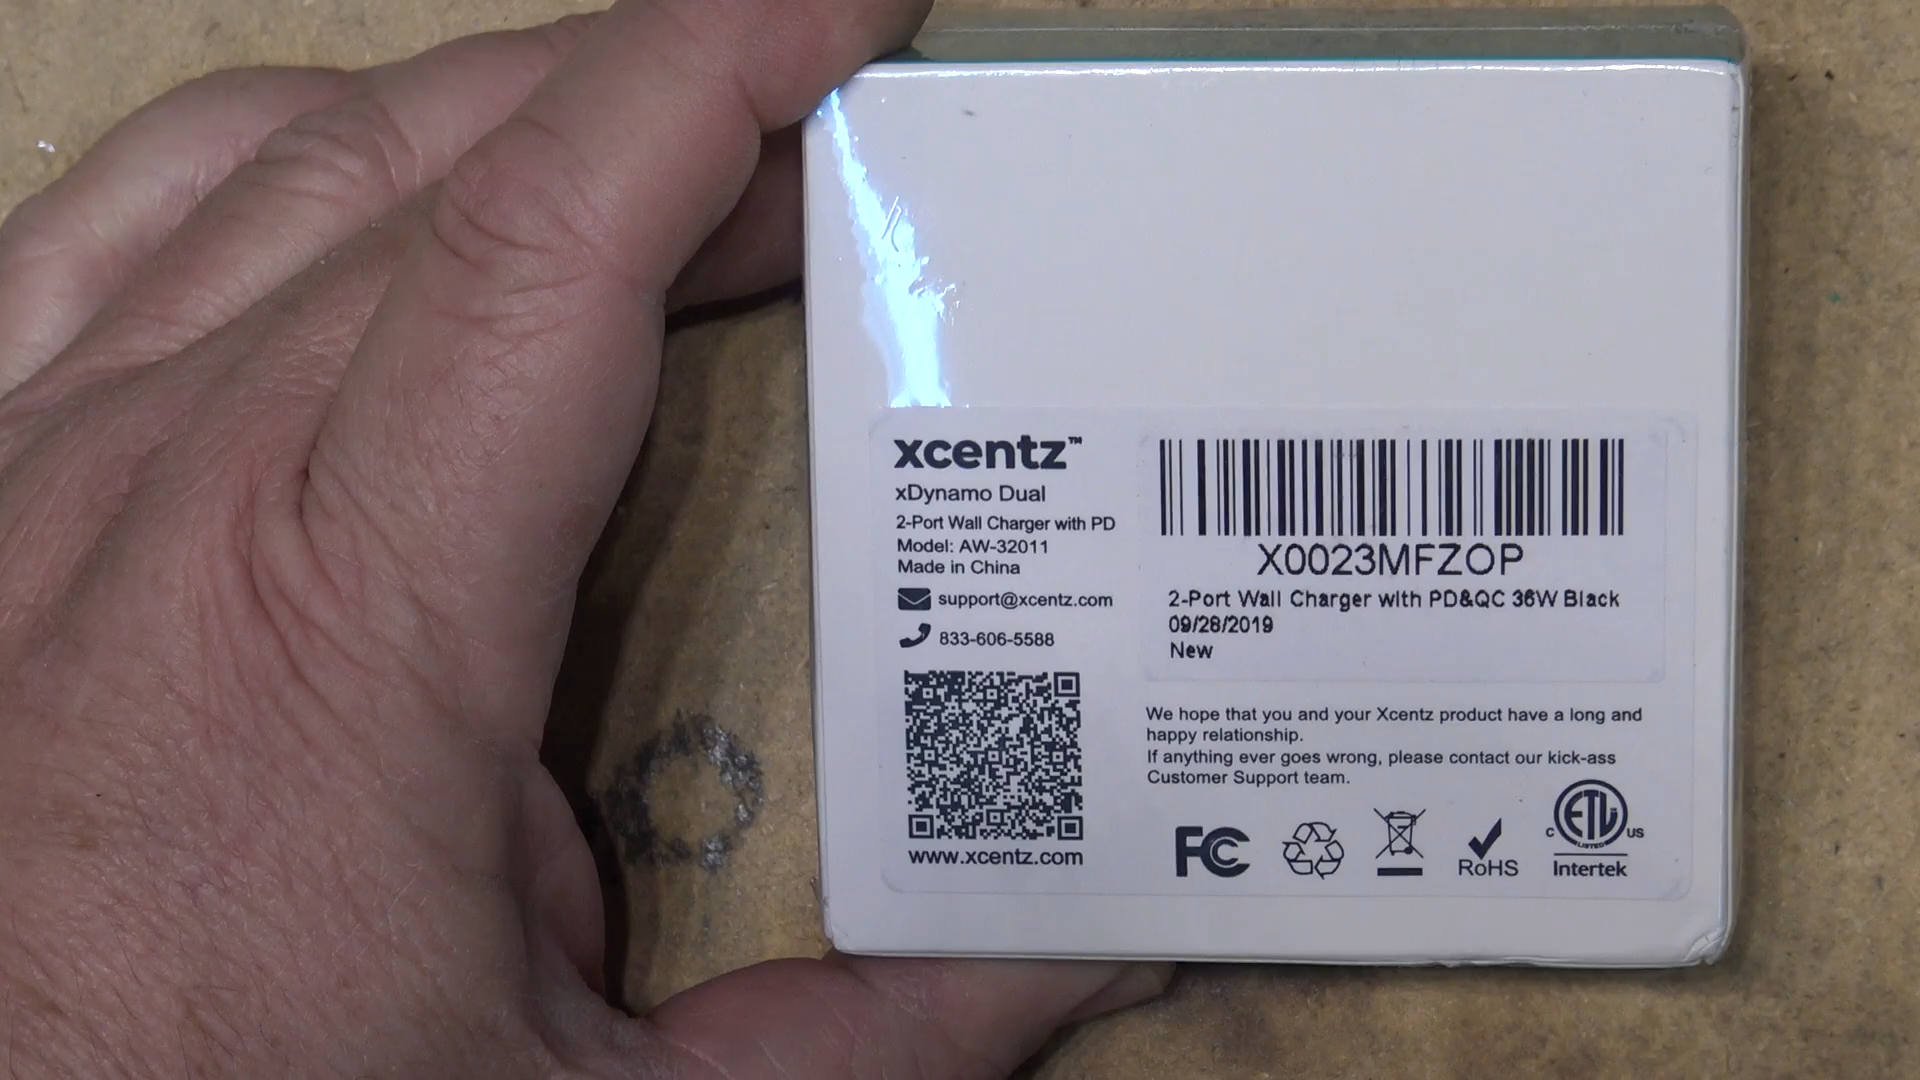 xcentz™
xDynamo Dual
2-Port Wall Charger with PD
Model: AW-32011
Made in China
support@xcentz.com
833-606-5588
www.xcentz.com
X0023MFZOP
2-Port Wall Charger with PD&QC 36W Black
09/28/2019
New
We hope that you and your Xcentz product have a long and
happy relationship.
If anything ever goes wrong, please contact our kick-ass
Customer Support team.
FC
RoHS
C ETL US
LISTED
Intertek